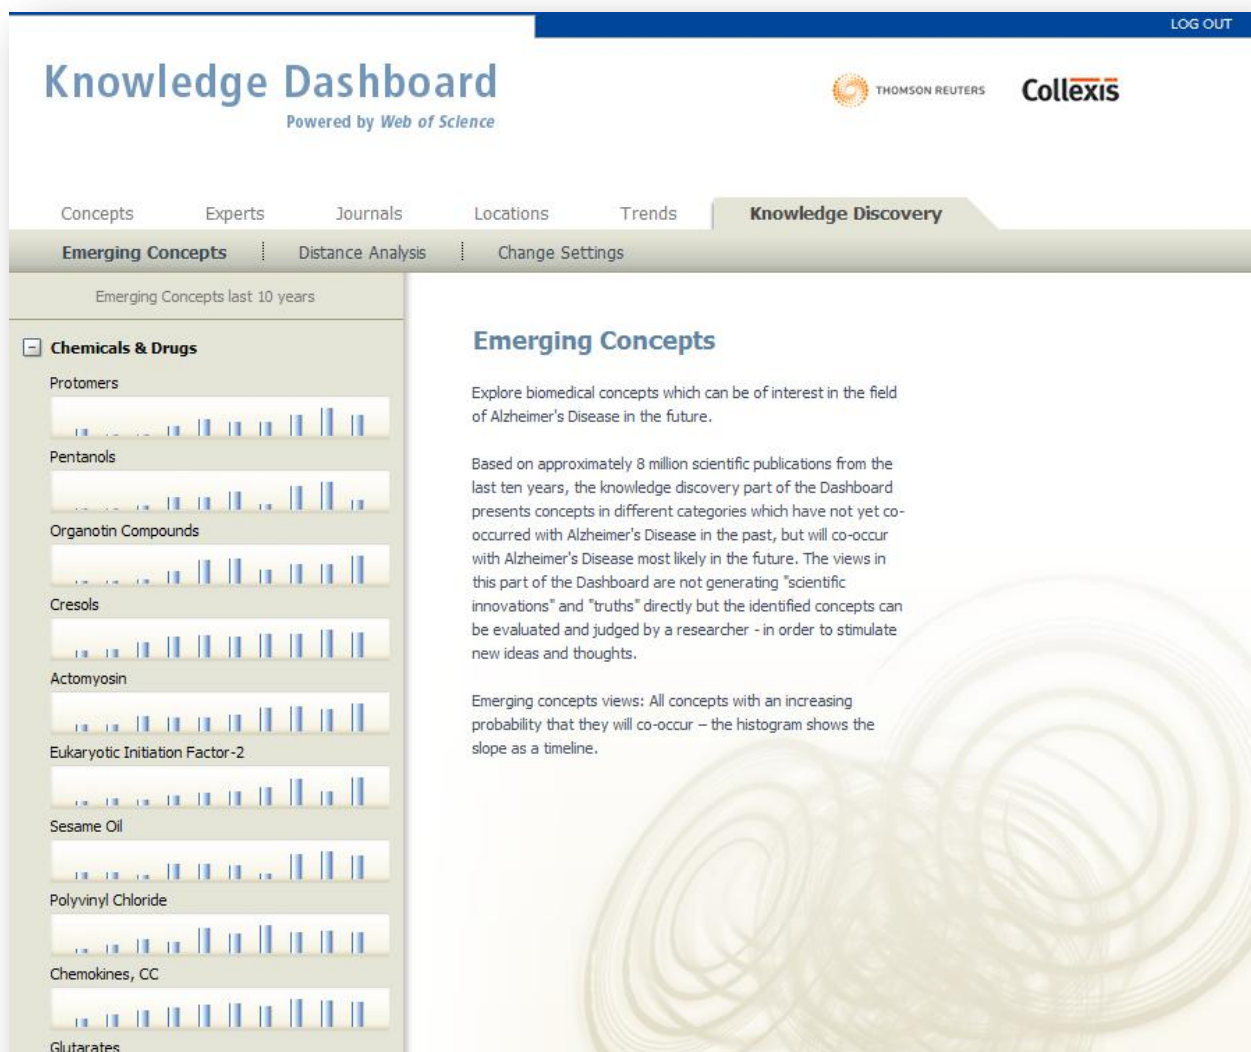 LOG OUT
Knowledge Dashboard
Powered by Web of Science
THOMSON REUTERS
Collexis
Concepts Experts Journals Locations Trends Knowledge Discovery
Emerging Concepts Distance Analysis Change Settings
Emerging Concepts last 10 years
Chemicals & Drugs
Protomers
Pentanols
Organotin Compounds
Cresols
Actomyosin
Eukaryotic Initiation Factor-2
Sesame Oil
Polyvinyl Chloride
Chemokines, CC
Glutarates
Emerging Concepts
Explore biomedical concepts which can be of interest in the field
of Alzheimer's Disease in the future.
Based on approximately 8 million scientific publications from the
last ten years, the knowledge discovery part of the Dashboard
presents concepts in different categories which have not yet co-
occurred with Alzheimer's Disease in the past, but will co-occur
with Alzheimer's Disease most likely in the future. The views in
this part of the Dashboard are not generating "scientific
innovations" and "truths" directly but the identified concepts can
be evaluated and judged by a researcher - in order to stimulate
new ideas and thoughts.
Emerging concepts views: All concepts with an increasing
probability that they will co-occur – the histogram shows the
slope as a timeline.